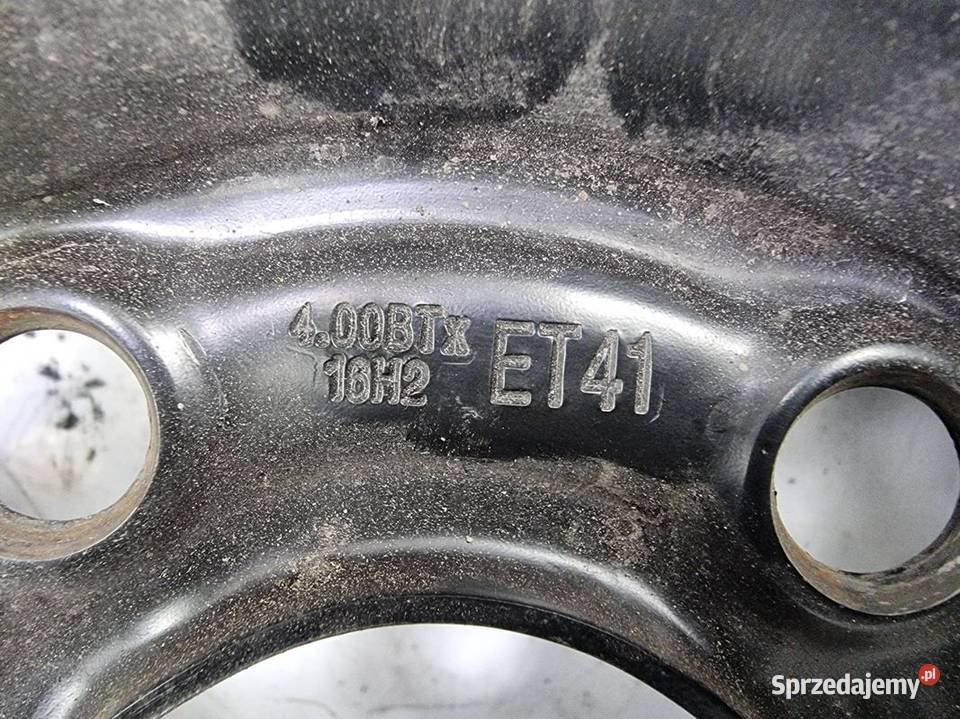 4.00BTx
16H2
ET41
Sprzedajemy.pl